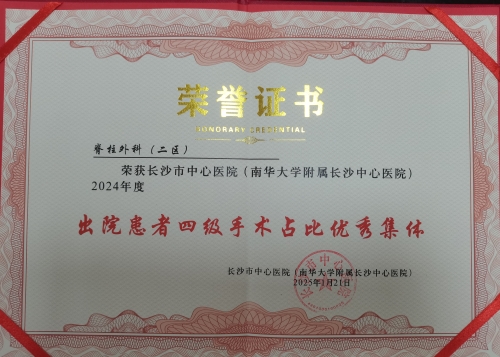 荣誉证书
HONORARY CREDENTIAL
脊柱外科（二区）
荣获长沙市中心医院（南华大学附属长沙中心医院）
2024年度
出院患者四级手术占比优秀集体
长沙市中心医院（南华大学附属长沙中心医院）
2025年1月21日